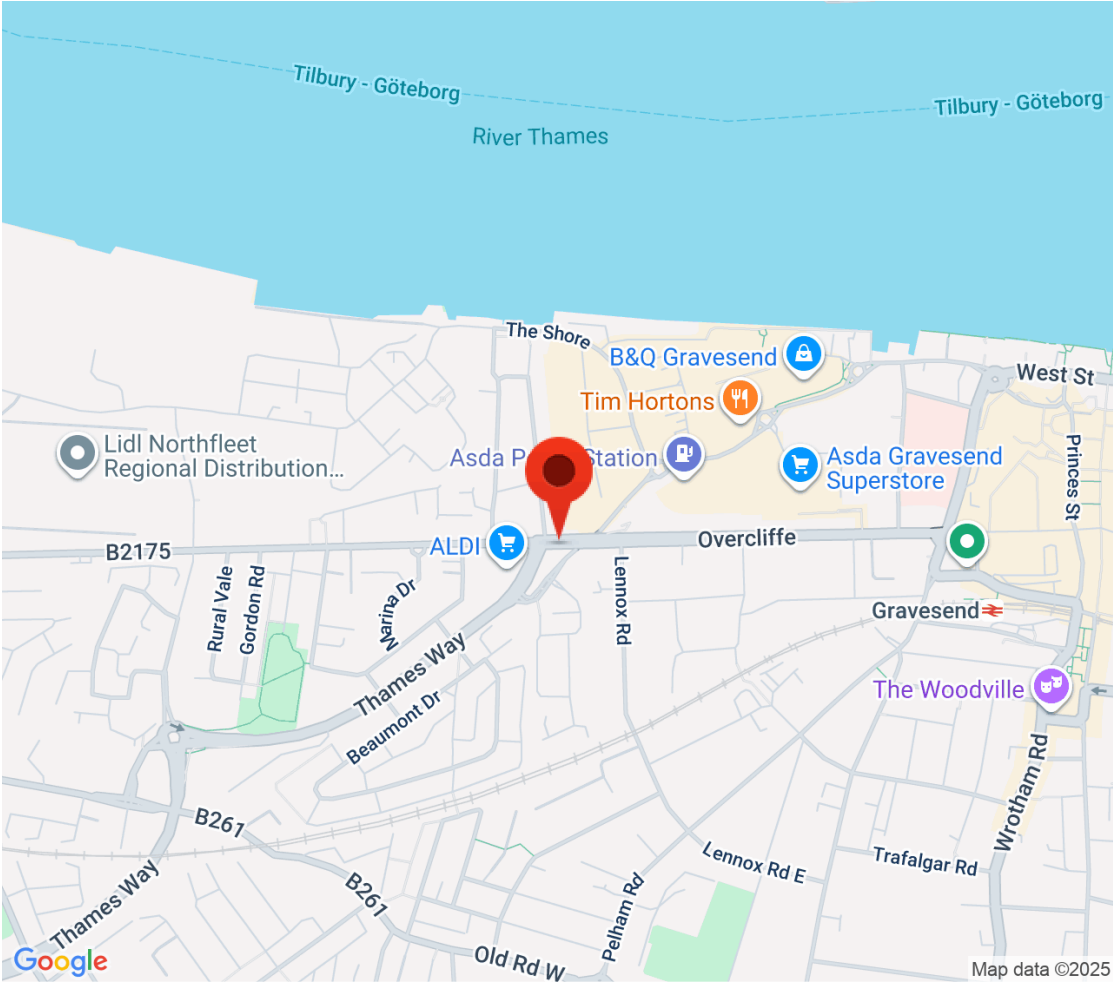 Tilbury - Göteborg
Tilbury - Göteborg
River Thames
The Shore
B&Q Gravesend
West St
Tim Hortons
Lidl Northfleet
Regional Distribution...
Asda P Station
Asda Gravesend
Superstore
Princes St
B2175
ALDI
Overcliffe
Rural Vale
Gordon Rd
Marina Dr
Lennox Rd
Gravesend
Thames Way
Beaumont Dr
The Woodville
Wrotham Rd
B261
Lennox Rd E
Trafalgar Rd
Thames Way
B261
Pelham Rd
Old Rd W
Google
Map data ©2025